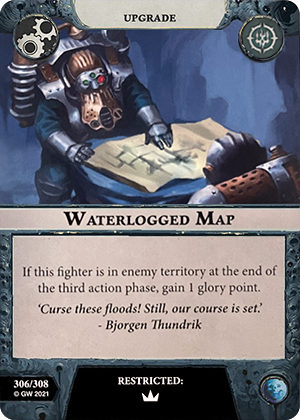 UPGRADE
WATERLOGGED MAP
If this fighter is in enemy territory at the end of
the third action phase, gain 1 glory point.
‘Curse these floods! Still, our course is set.’
- Bjorgen Thundrik
306/308
© GW 2021
RESTRICTED: